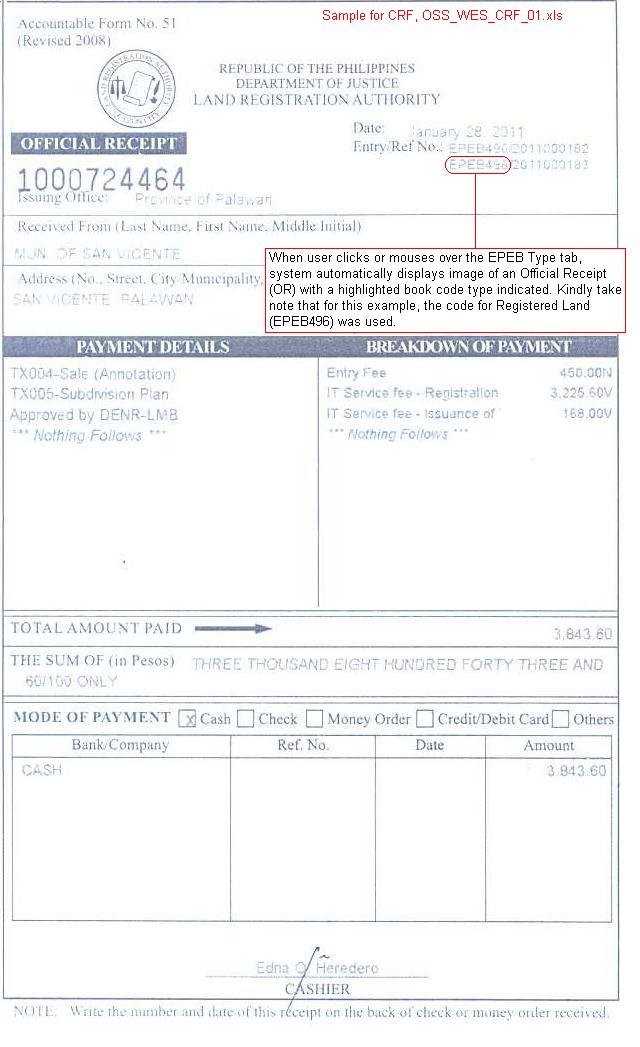 Accountable Form No. 51
(Revised 2008)
Sample for CRF, OSS_WES_CRF_01.xls
LAND REGISTRATION AUTHORITY
REPUBLIC OF THE PHILIPPINES
DEPARTMENT OF JUSTICE
LAND REGISTRATION AUTHORITY
OFFICIAL RECEIPT
Date: January 28, 2011
Entry/Ref No.: EPEB496/2011000182
EPEB496/2011000183
1000724464
Issuing Office: Province of Palawan
Received From (Last Name, First Name, Middle Initial)
MUN. OF SAN VICENTE
Address (No., Street, City/Municipality,
SAN VICENTE PALAWAN
When user clicks or mouses over the EPEB Type tab,
system automatically displays image of an Official Receipt
(OR) with a highlighted book code type indicated. Kindly take
note that for this example, the code for Registered Land
(EPEB496) was used.
PAYMENT DETAILS
BREAKDOWN OF PAYMENT
TX004-Sale (Annotation)
TX005-Subdivision Plan
Approved by DENR-LMB
*** Nothing Follows ***
Entry Fee 450.00N
IT Service fee - Registration 3,225.60V
IT Service fee - Issuance of 168.00V
*** Nothing Follows ***
TOTAL AMOUNT PAID 3,843.60
THE SUM OF (in Pesos) THREE THOUSAND EIGHT HUNDRED FORTY THREE AND
60/100 ONLY
MODE OF PAYMENT x Cash Check Money Order Credit/Debit Card Others
Bank/Company Ref. No. Date Amount
CASH 3,843.60
Edna O. Heredero
CASHIER
NOTE: Write the number and date of this receipt on the back of check or money order received.